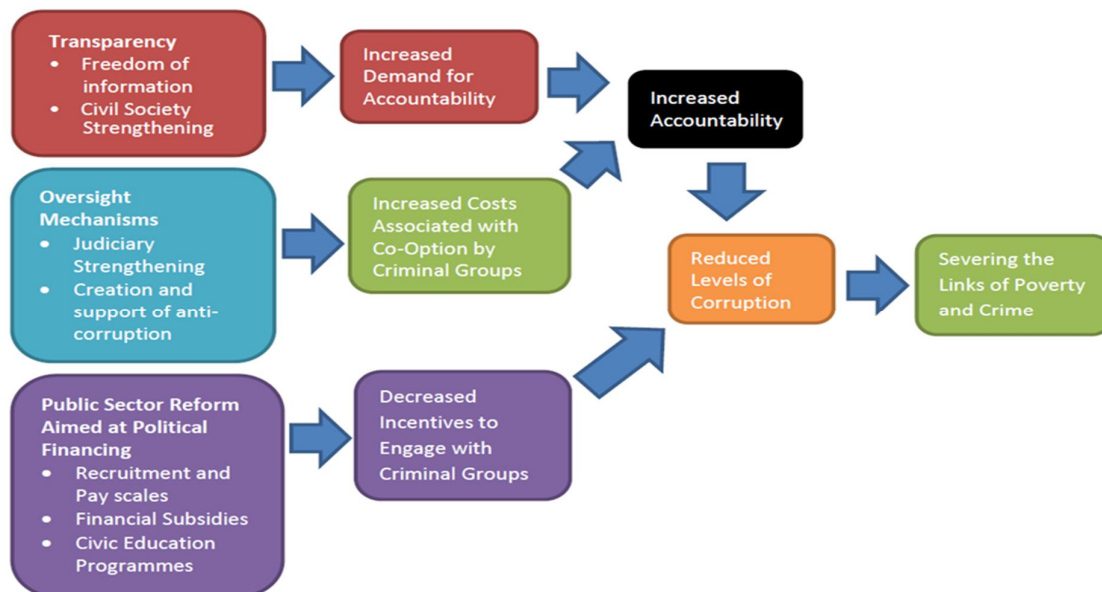 Transparency
• Freedom of
information
• Civil Society
Strengthening
Increased
Demand for
Accountability
Increased
Accountability
Oversight
Mechanisms
• Judiciary
Strengthening
• Creation and
support of anti-
corruption
Increased Costs
Associated with
Co-Option by
Criminal Groups
Reduced
Levels of
Corruption
Severing the
Links of Poverty
and Crime
Public Sector Reform
Aimed at Political
Financing
• Recruitment and
Pay scales
• Financial Subsidies
• Civic Education
Programmes
Decreased
Incentives to
Engage with
Criminal Groups